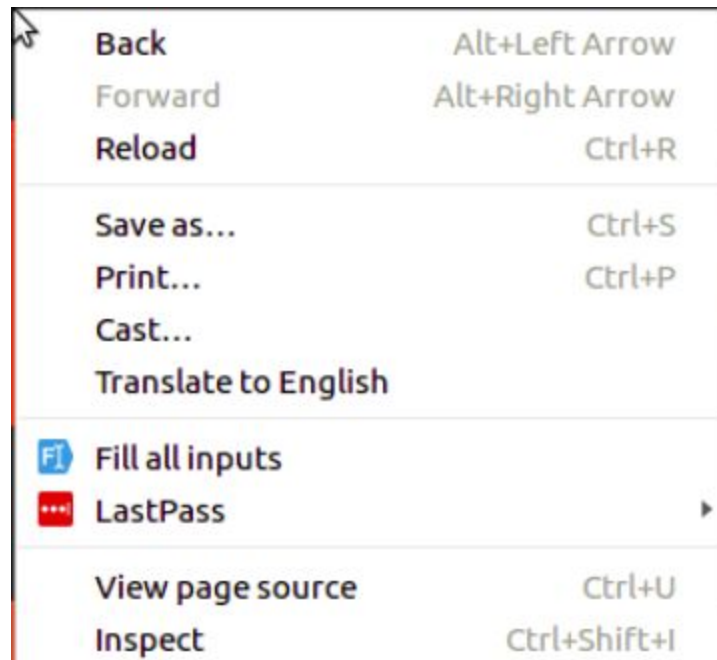 Back Alt+Left Arrow
Forward Alt+Right Arrow
Reload Ctrl+R
Save as... Ctrl+S
Print... Ctrl+P
Cast...
Translate to English
Fill all inputs
LastPass
View page source Ctrl+U
Inspect Ctrl+Shift+I